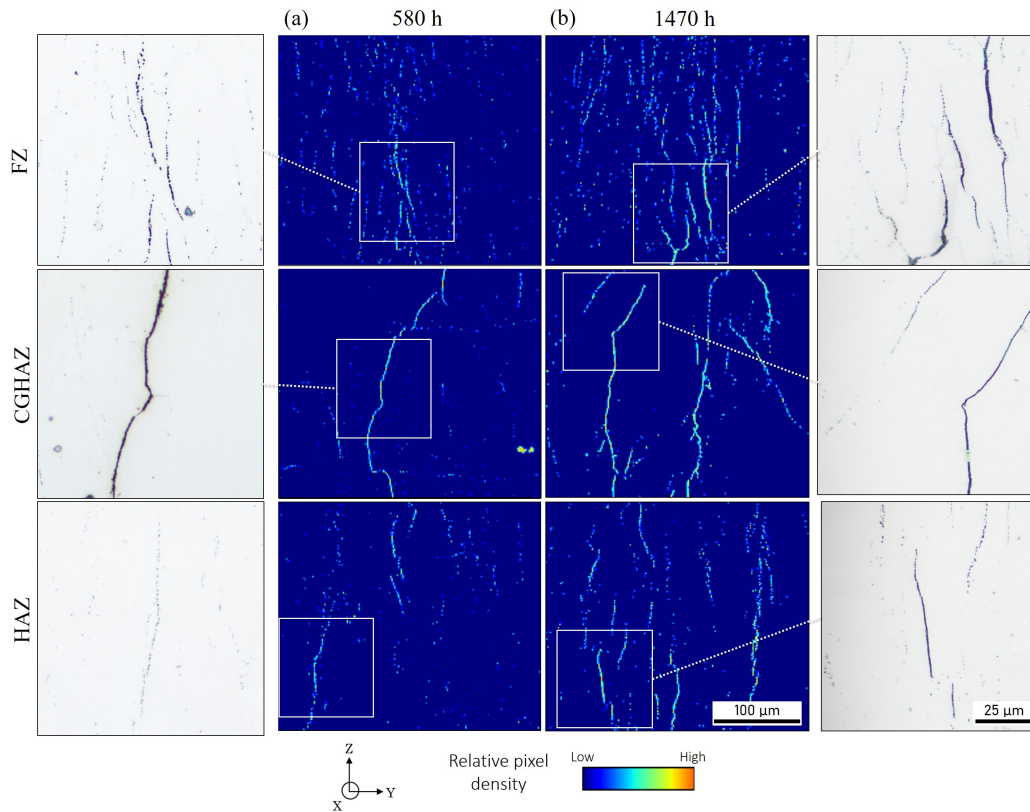 (a) 580 h (b) 1470 h
FZ
CGHAZ
HAZ
100 μm
25 μm
Z
X Y
Relative pixel
density
Low High